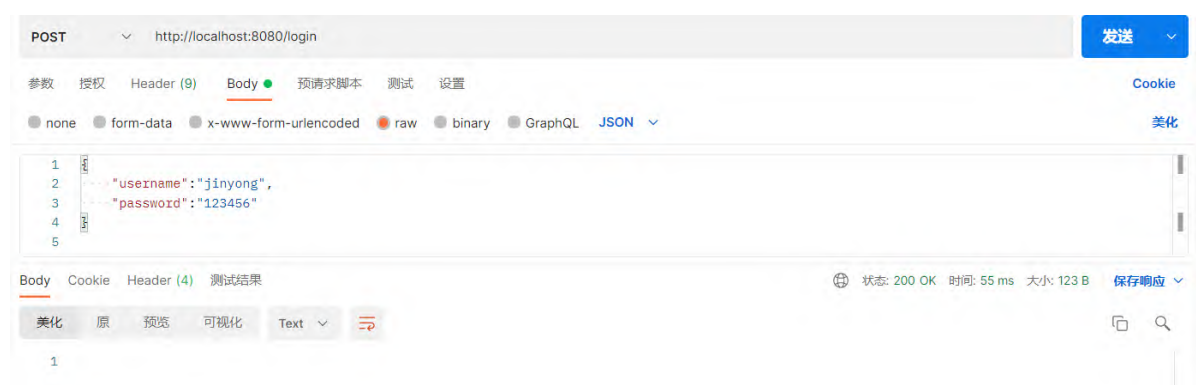 POST http://localhost:8080/login 发送
参数 授权 Header (9) Body 预请求脚本 测试 设置 Cookie
none form-data x-www-form-urlencoded raw binary GraphQL JSON 美化
1 {
2 "username":"jinyong",
3 "password":"123456"
4 }
5
Body Cookie Header (4) 测试结果 状态: 200 OK 时间: 55 ms 大小: 123 B 保存响应
美化 原 预览 可视化 Text
1